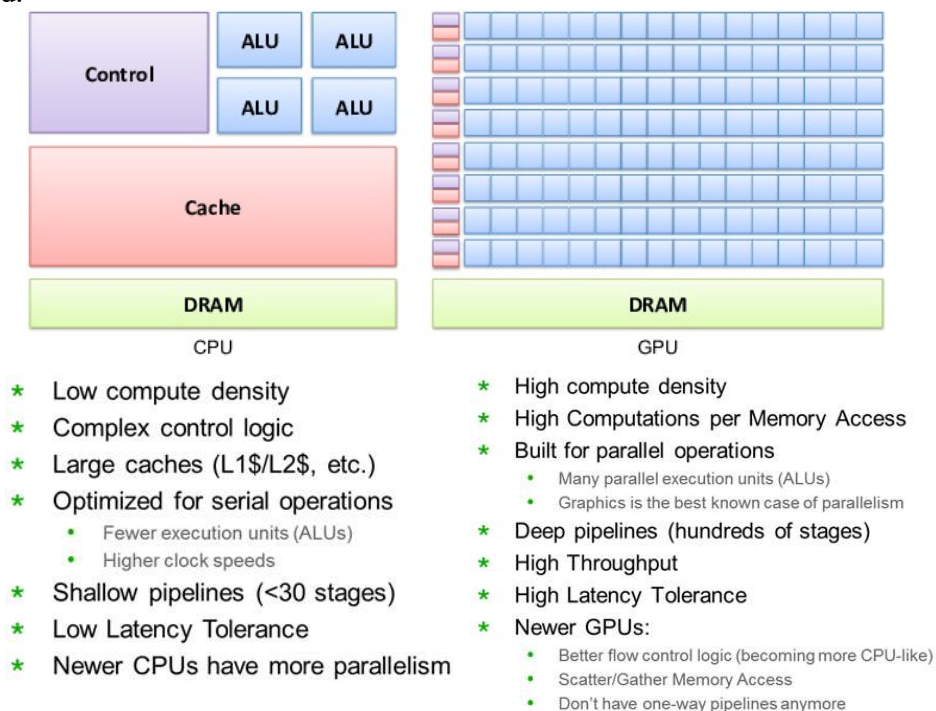 Control
ALU ALU
ALU ALU
Cache
DRAM
CPU
DRAM
GPU
* Low compute density
* Complex control logic
* Large caches (L1$/L2$, etc.)
* Optimized for serial operations
• Fewer execution units (ALUs)
• Higher clock speeds
* Shallow pipelines (<30 stages)
* Low Latency Tolerance
* Newer CPUs have more parallelism
* High compute density
* High Computations per Memory Access
* Built for parallel operations
• Many parallel execution units (ALUs)
• Graphics is the best known case of parallelism
* Deep pipelines (hundreds of stages)
* High Throughput
* High Latency Tolerance
* Newer GPUs:
• Better flow control logic (becoming more CPU-like)
• Scatter/Gather Memory Access
• Don't have one-way pipelines anymore